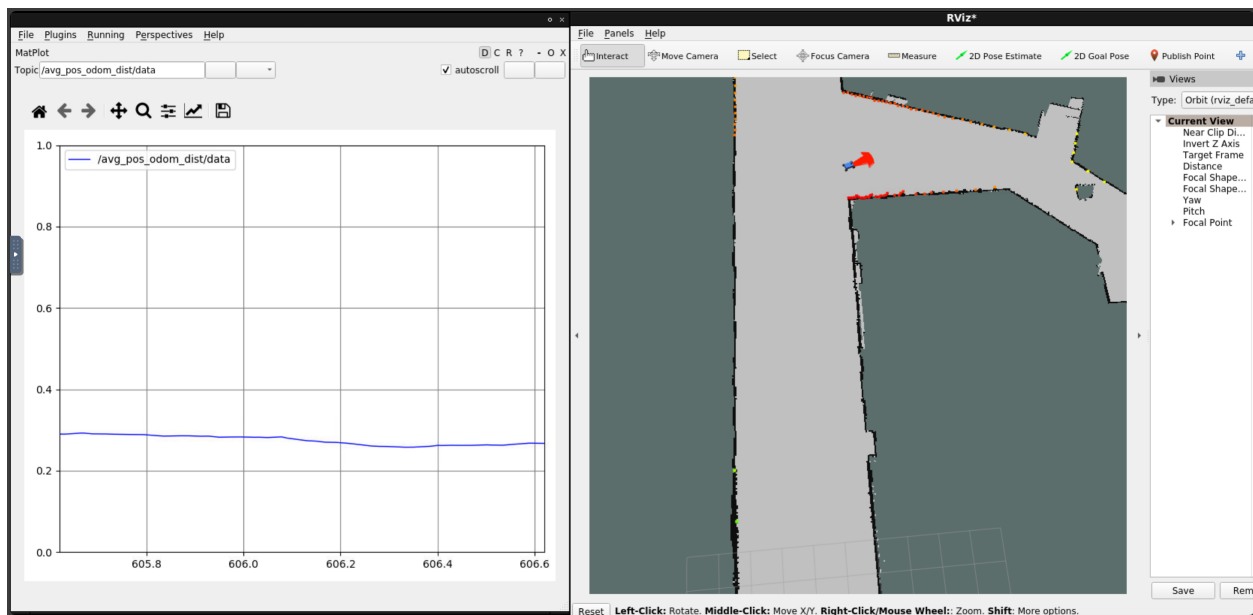 File Plugins Running Perspectives Help
MatPlot D C R ? - O X
Topic /avg_pos_odom_dist/data autoscroll
/avg_pos_odom_dist/data
1.0
0.8
0.6
0.4
0.2
0.0
605.8 606.0 606.2 606.4 606.6
RViz*
File Panels Help
Interact Move Camera Select Focus Camera Measure 2D Pose Estimate 2D Goal Pose Publish Point
Views
Type: Orbit (rviz_defa
Current View
Near Clip Di...
Invert Z Axis
Target Frame
Distance
Focal Shape...
Focal Shape...
Yaw
Pitch
Focal Point
Save Rem
Reset Left-Click: Rotate. Middle-Click: Move X/Y. Right-Click/Mouse Wheel:: Zoom. Shift: More options.